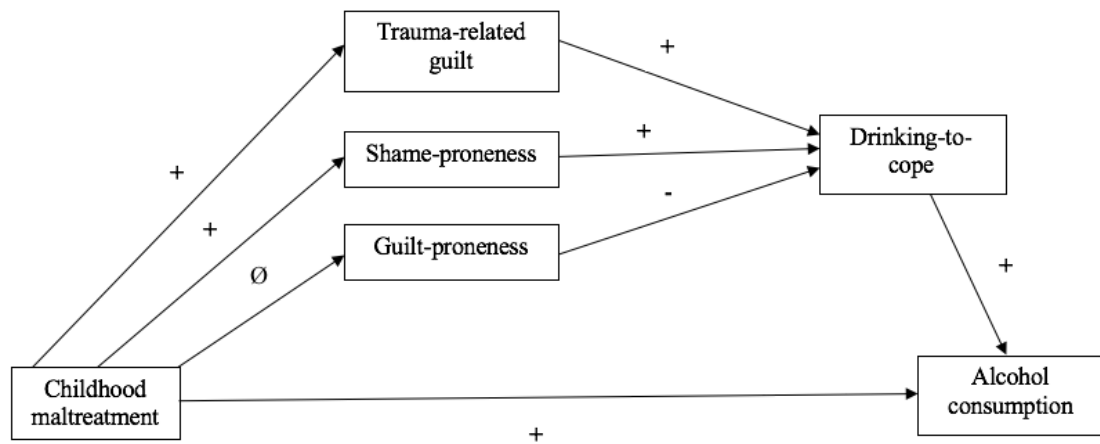 Trauma-related
guilt
+
Drinking-to-
cope
+
Shame-proneness
+
+
-
Guilt-proneness
Ø
+
Childhood
maltreatment
Alcohol
consumption
+